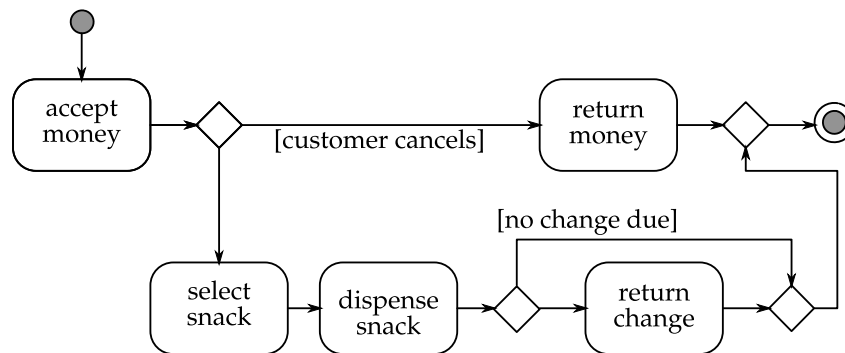 accept
money
[customer cancels]
return
money
[no change due]
select
snack
dispense
snack
return
change